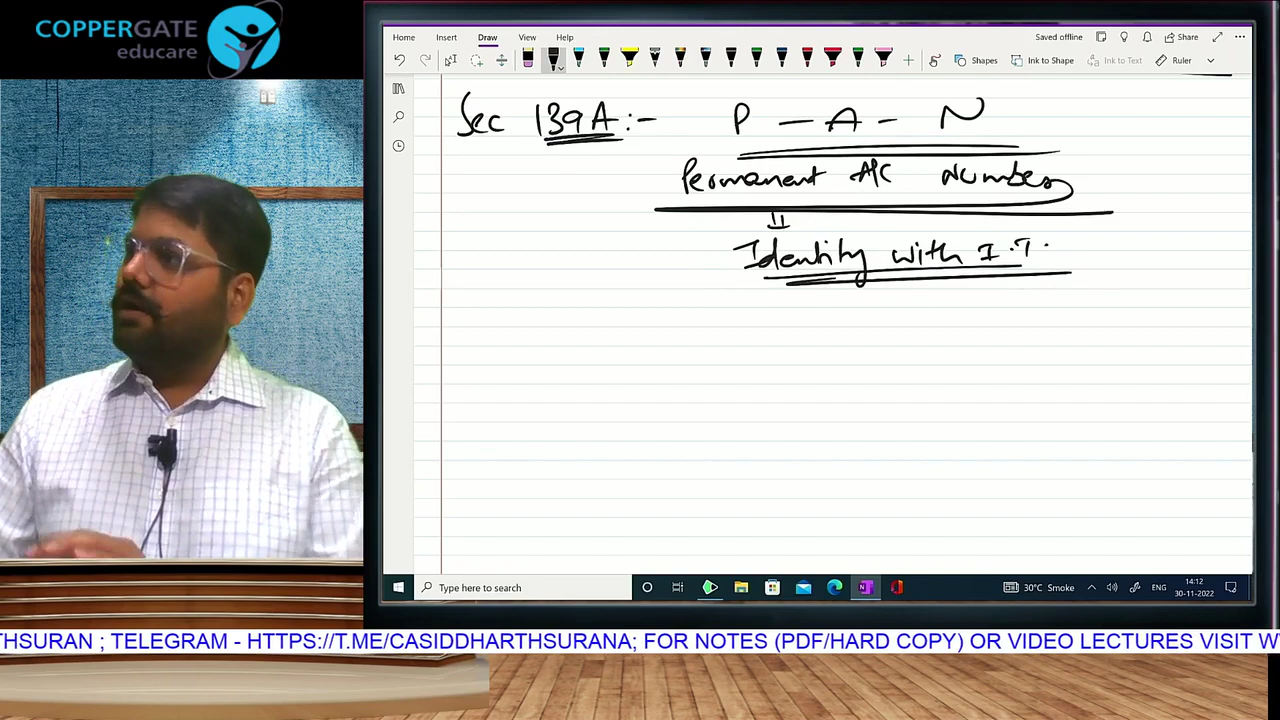 COPPERGATE
educare
Home Insert Draw View Help
Saved offline Share
Shapes Ink to Shape Ink to Text Ruler
Sec 139A:- P - A - N
Permanent A/C Number
Identity with I.T.
Type here to search
30°C Smoke ENG 14:12
30-11-2022
THSURAN ; TELEGRAM - HTTPS://T.ME/CASIDDHARTHSURANA; FOR NOTES (PDF/HARD COPY) OR VIDEO LECTURES VISIT W